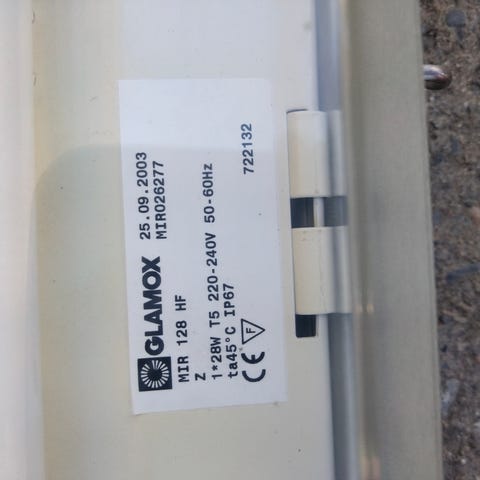 GLAMOX 25.09.2003
MIR 128 HF MIR026277
Z
1*28W T5 220-240V 50-60Hz
ta45°C IP67
CE F 722132